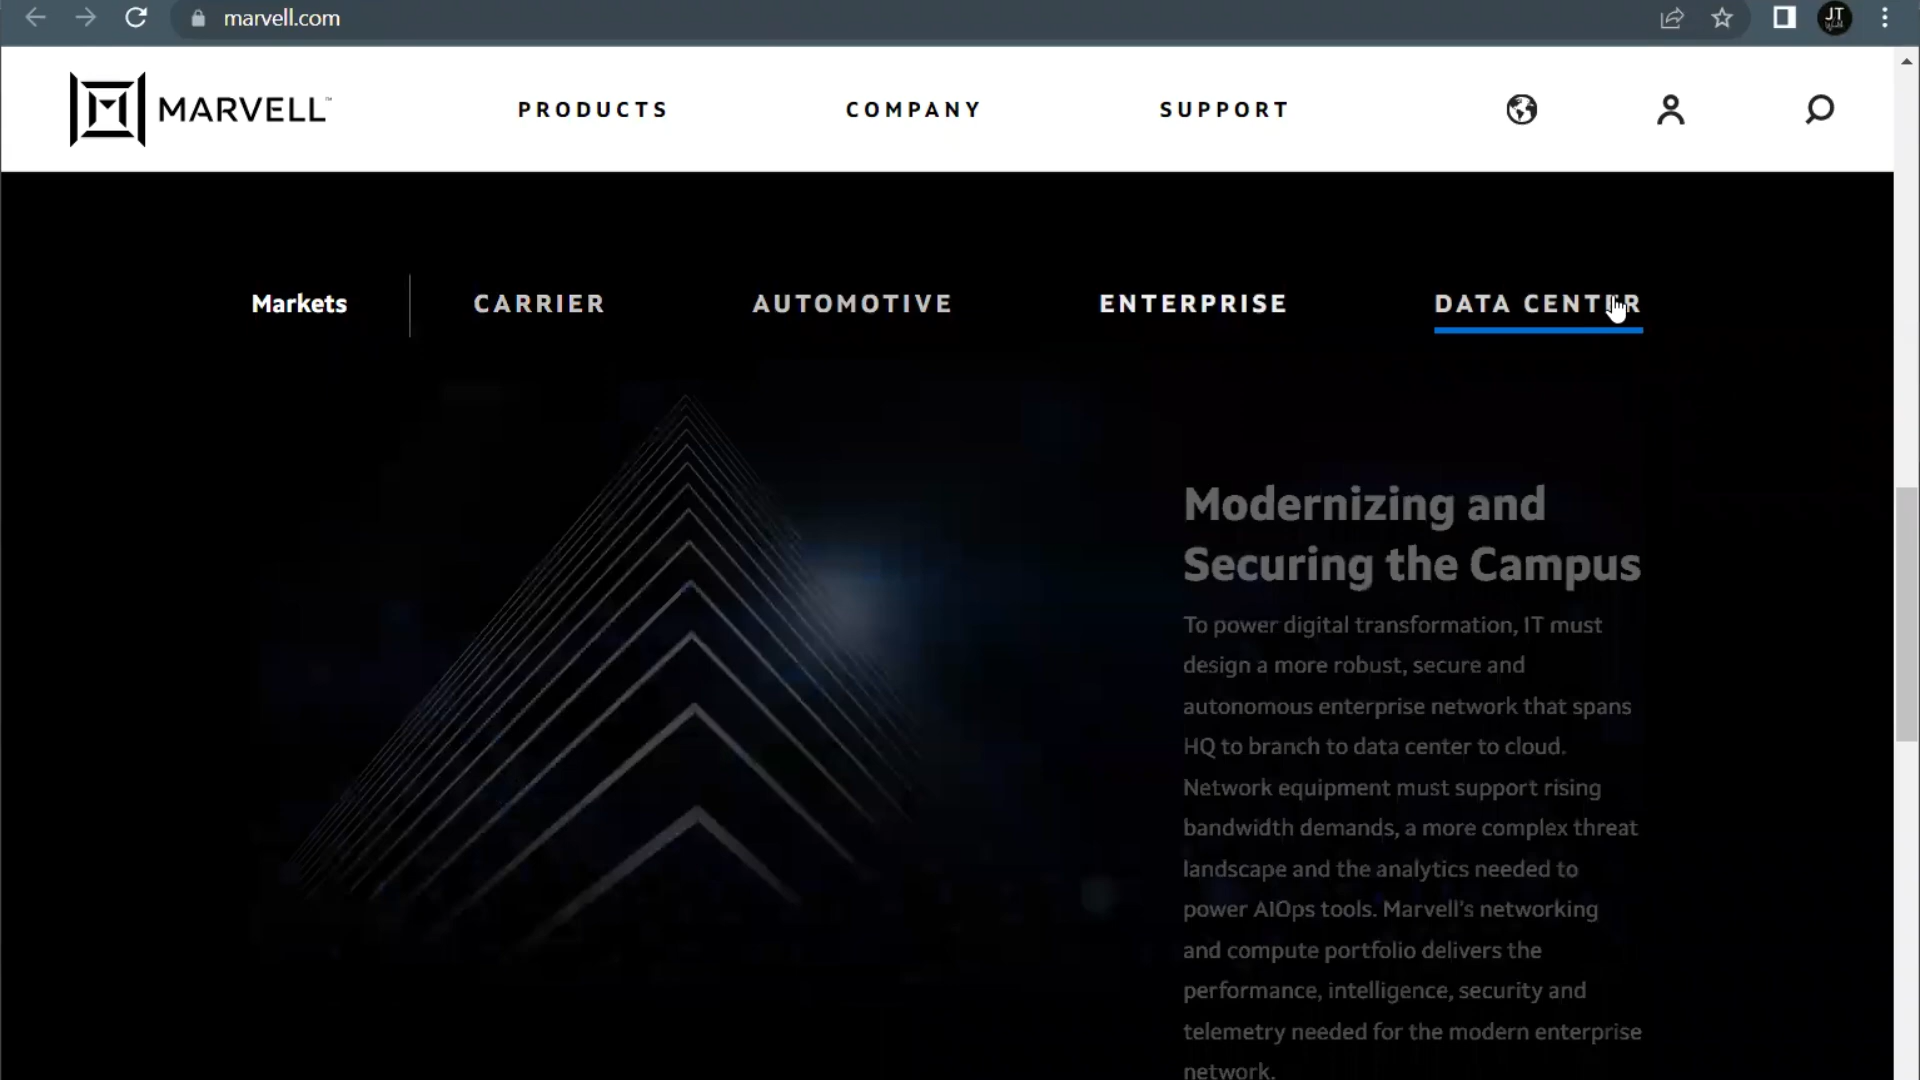 marvell.com
JT
MARVELL™
PRODUCTS
COMPANY
SUPPORT
Markets
CARRIER
AUTOMOTIVE
ENTERPRISE
DATA CENTER
Modernizing and
Securing the Campus
To power digital transformation, IT must
design a more robust, secure and
autonomous enterprise network that spans
HQ to branch to data center to cloud.
Network equipment must support rising
bandwidth demands, a more complex threat
landscape and the analytics needed to
power AIOps tools. Marvell's networking
and compute portfolio delivers the
performance, intelligence, security and
telemetry needed for the modern enterprise
network.